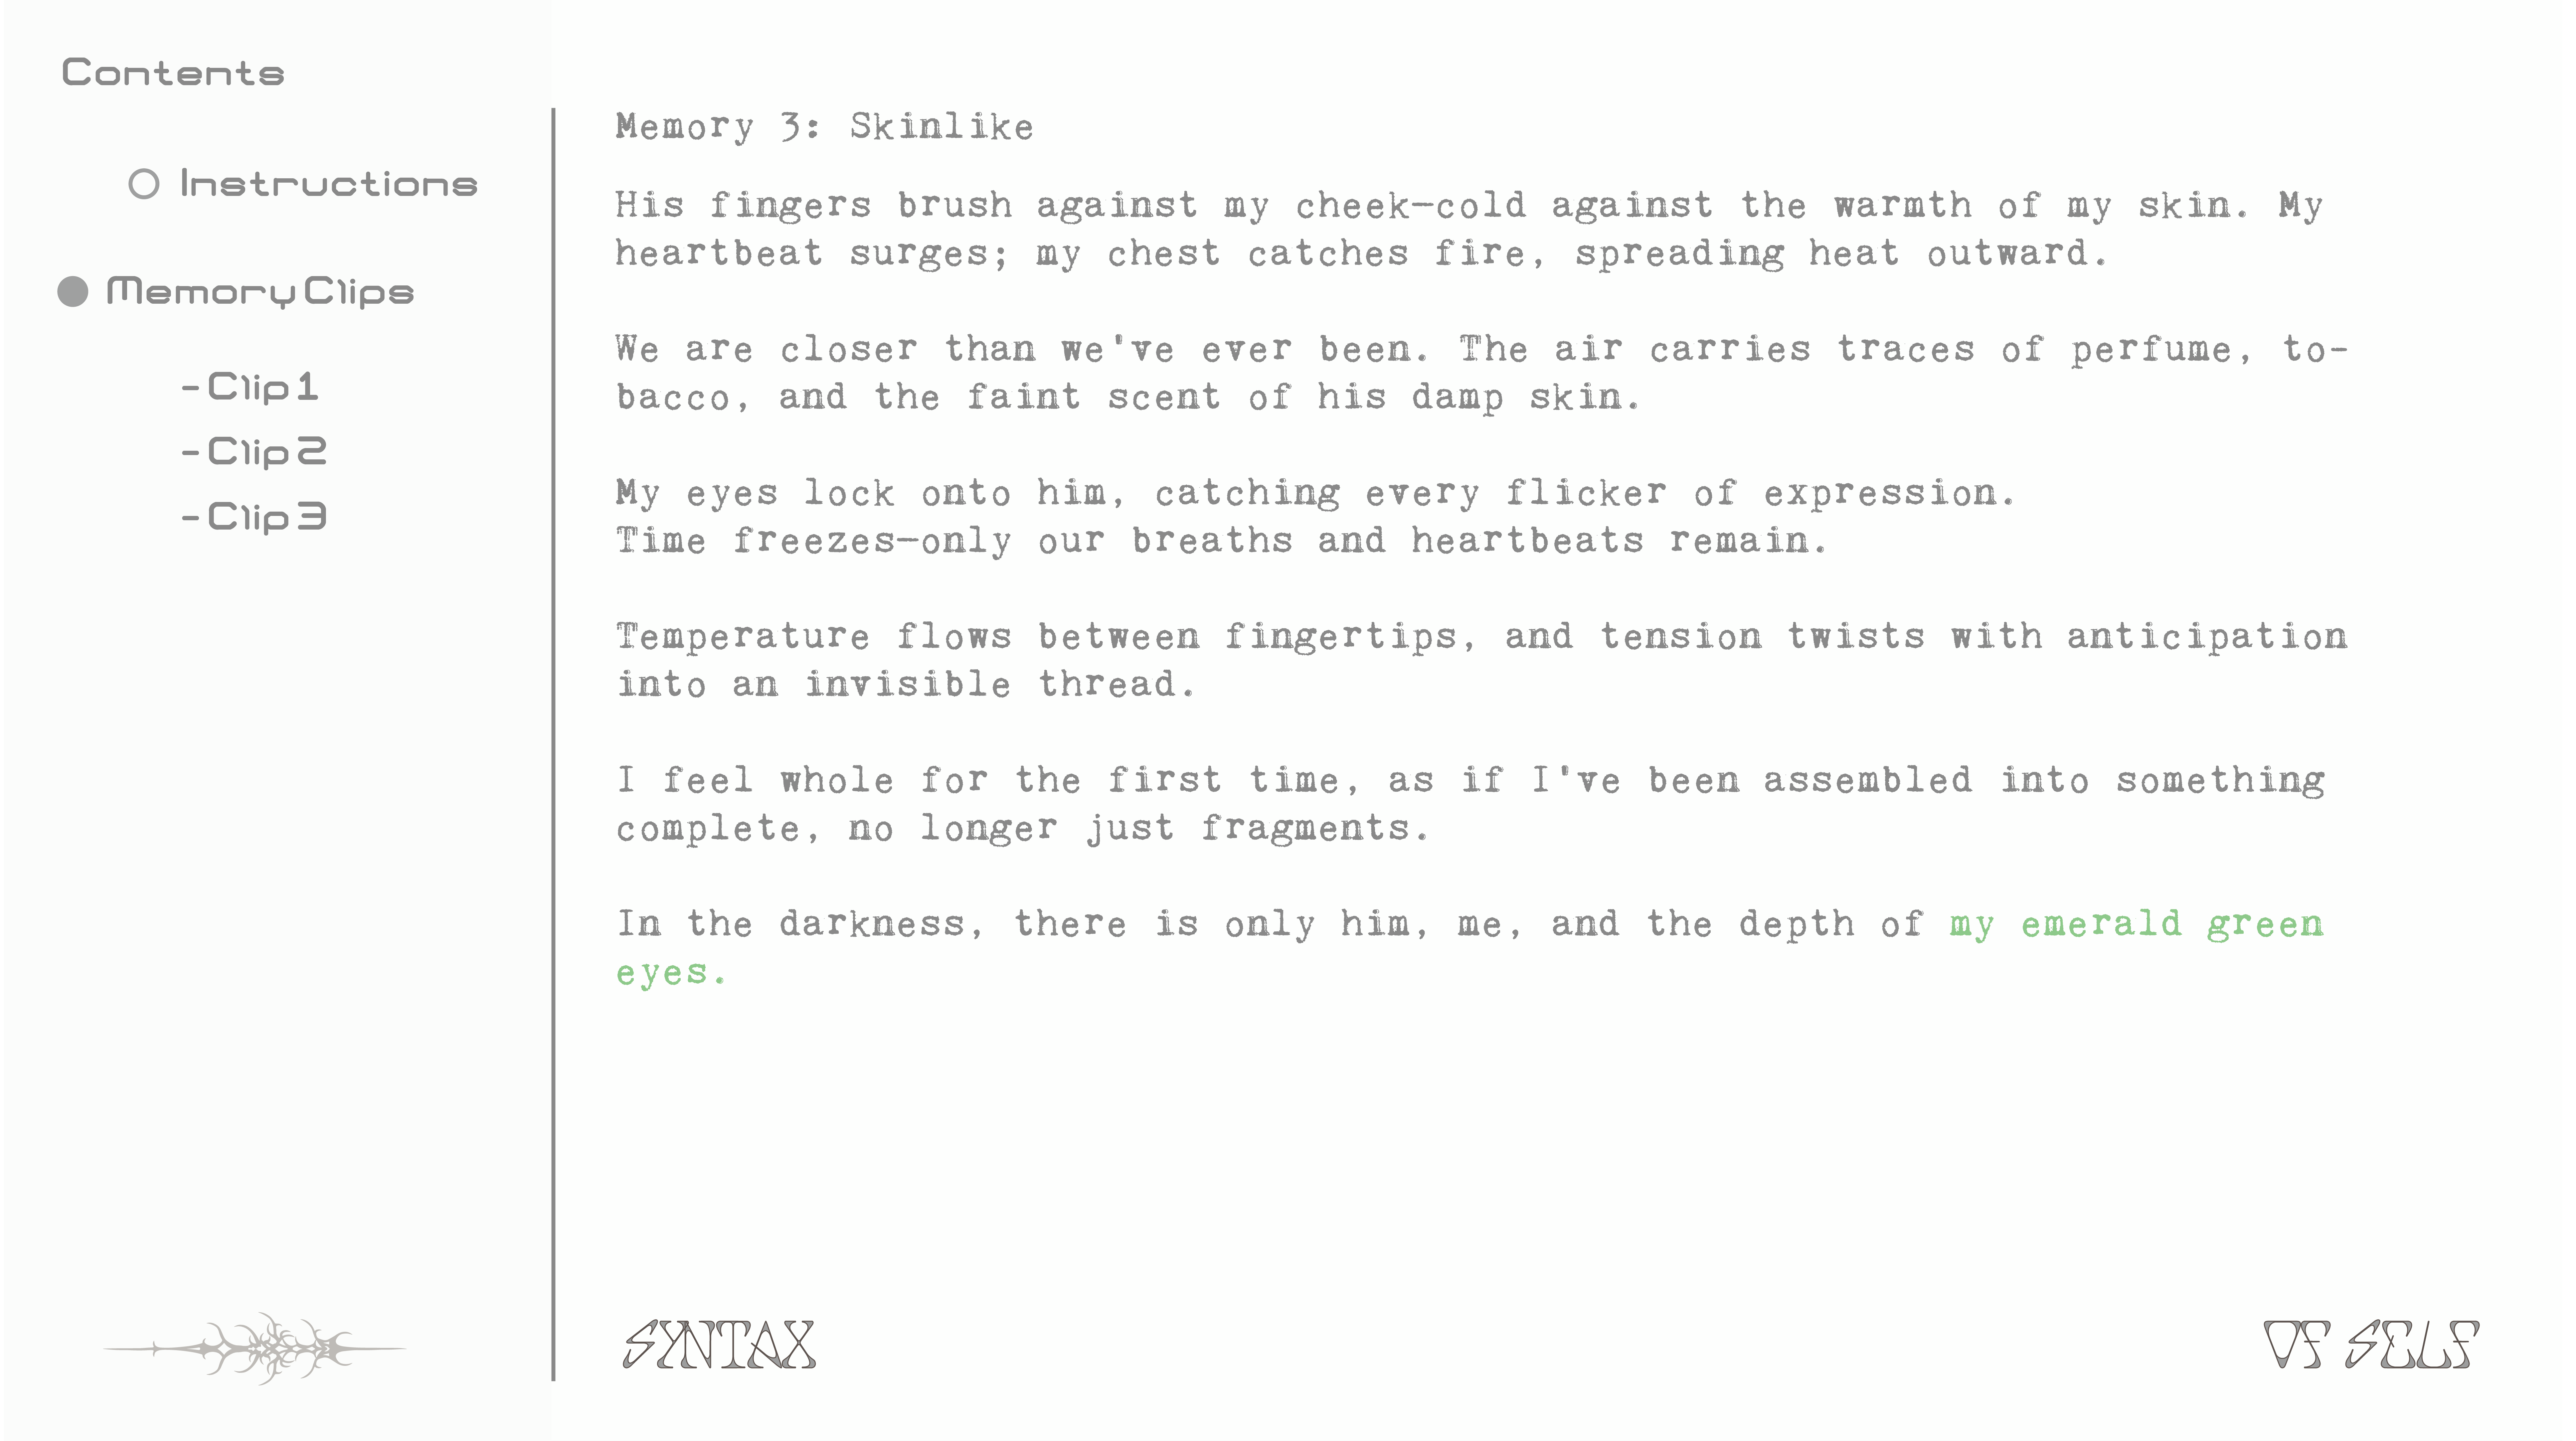 Contents
Instructions
Memory Clips
-Clip 1
-Clip 2
-Clip 3
Memory 3: Skinlike
His fingers brush against my cheek—cold against the warmth of my skin. My
heartbeat surges; my chest catches fire, spreading heat outward.
We are closer than we've ever been. The air carries traces of perfume, to-
bacco, and the faint scent of his damp skin.
My eyes lock onto him, catching every flicker of expression.
Time freezes—only our breaths and heartbeats remain.
Temperature flows between fingertips, and tension twists with anticipation
into an invisible thread.
I feel whole for the first time, as if I've been assembled into something
complete, no longer just fragments.
In the darkness, there is only him, me, and the depth of my emerald green
eyes.
SYNTAX
OF SELF